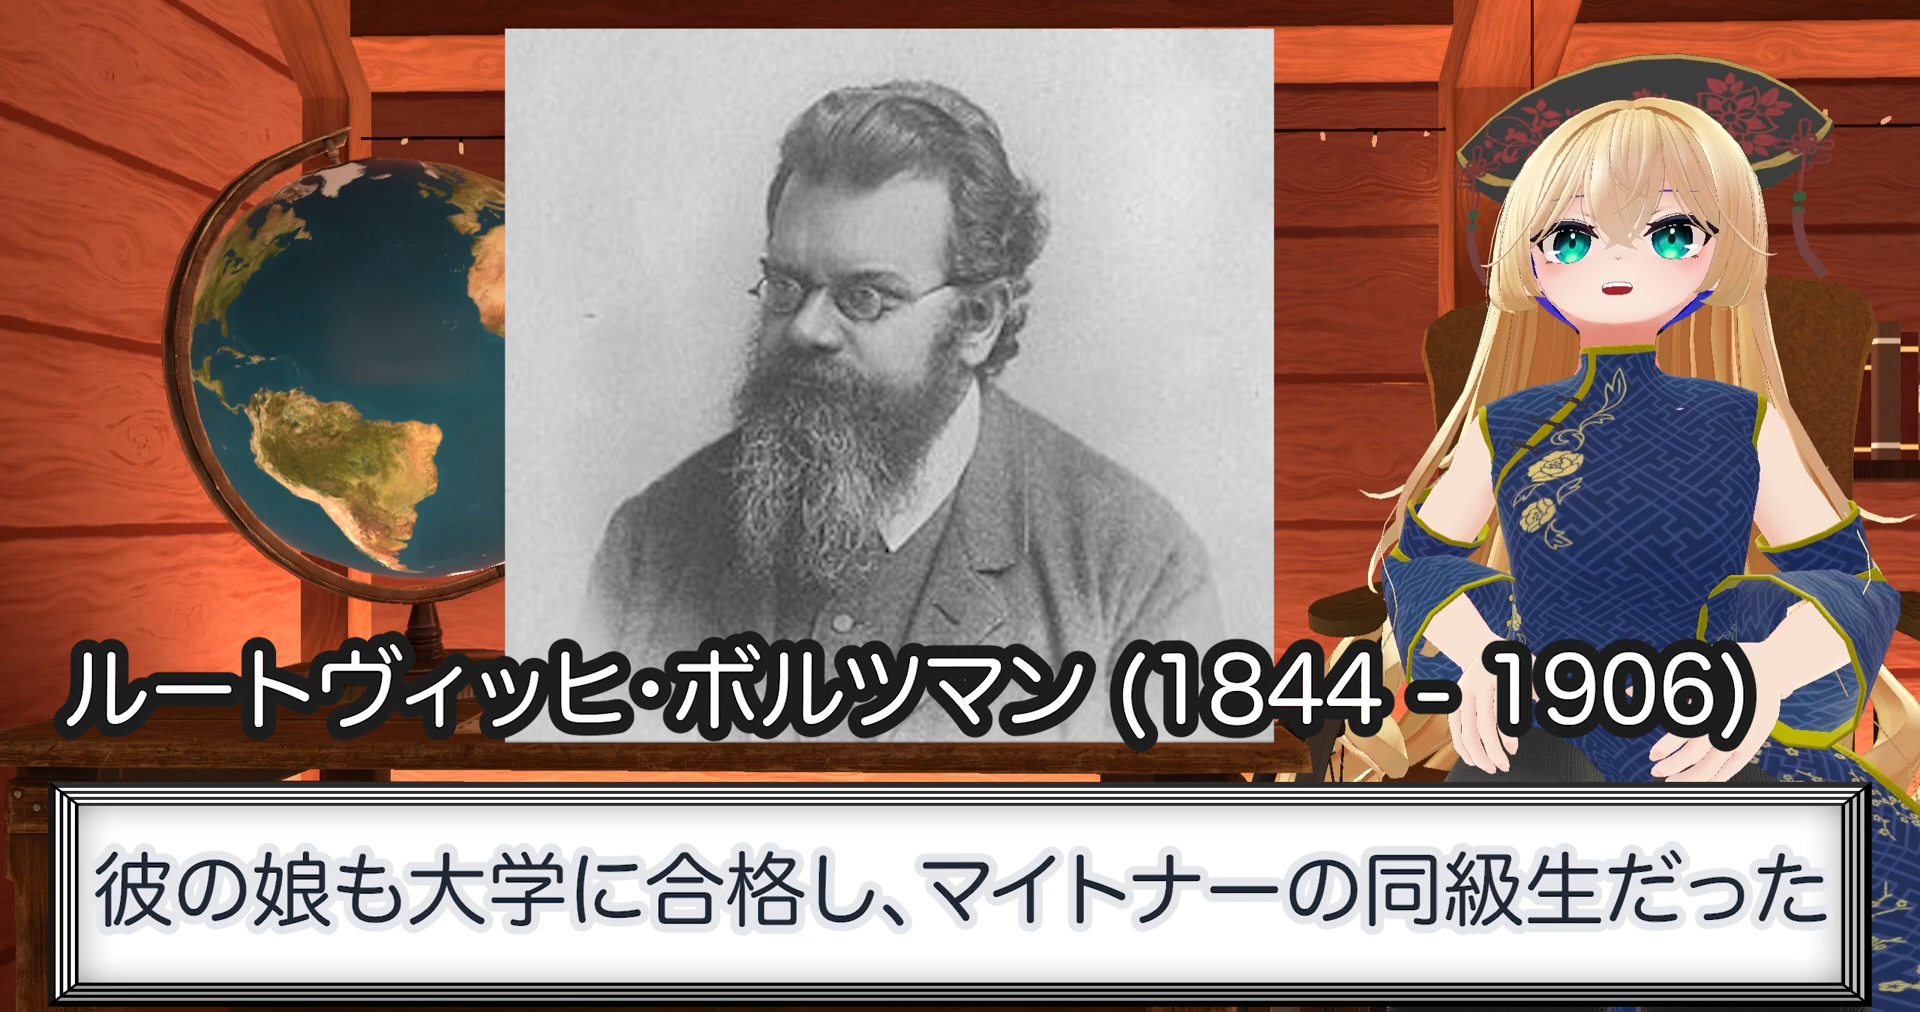 ルートヴィッヒ・ボルツマン (1844 - 1906)
彼の娘も大学に合格し、マイトナーの同級生だった